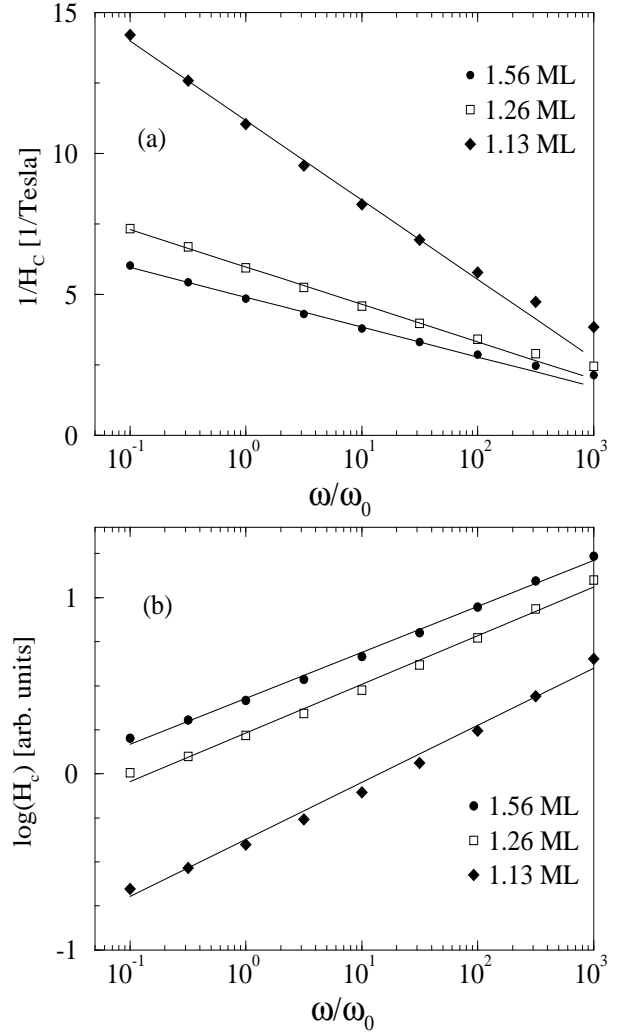 15
10
5
0
1/H_C [1/Tesla]
(a)
1.56 ML
1.26 ML
1.13 ML
10^-1 10^0 10^1 10^2 10^3
ω/ω_0
1
0
-1
log(H_c) [arb. units]
(b)
1.56 ML
1.26 ML
1.13 ML
10^-1 10^0 10^1 10^2 10^3
ω/ω_0